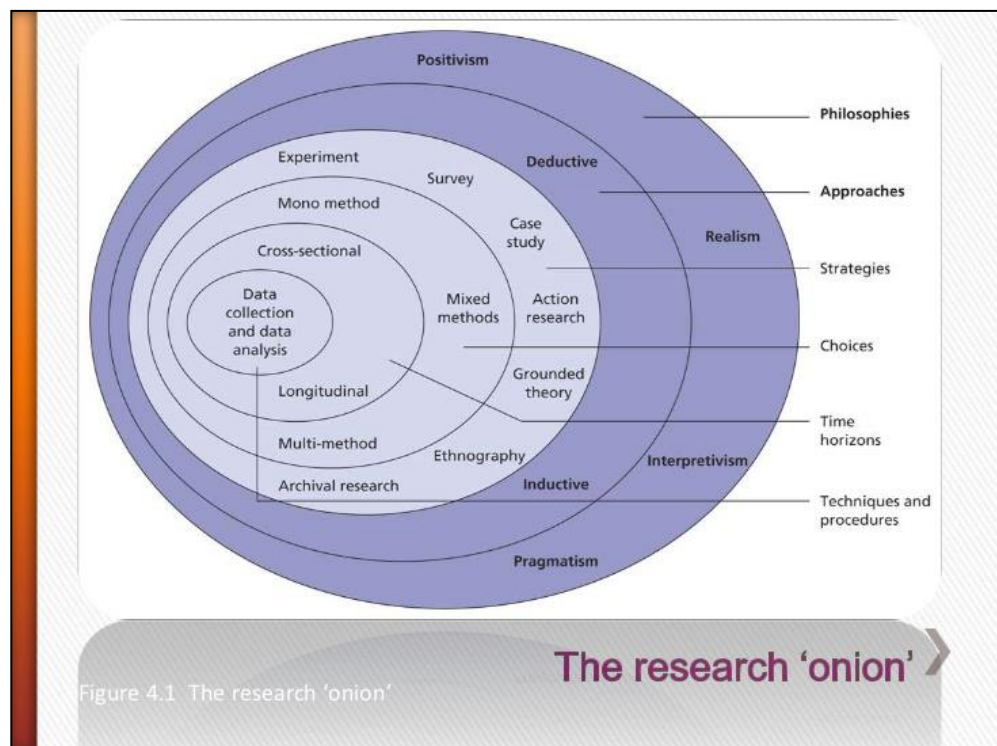 Positivism
Philosophies
Deductive
Experiment
Survey
Approaches
Mono method
Case
study
Realism
Cross-sectional
Strategies
Data
collection
and data
analysis
Mixed
methods
Action
research
Choices
Grounded
theory
Longitudinal
Time
horizons
Multi-method
Ethnography
Interpretivism
Archival research
Inductive
Techniques and
procedures
Pragmatism
The research ‘onion’
Figure 4.1 The research ‘onion’